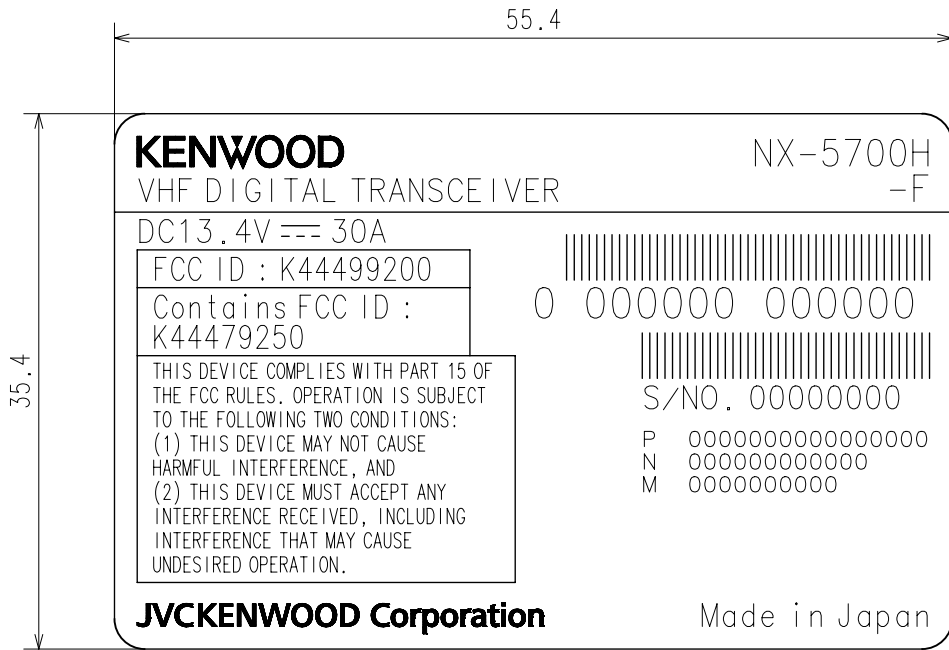 55.4
35.4
KENWOOD
NX-5700H
VHF DIGITAL TRANSCEIVER
-F
DC13.4V ⎓ 30A
FCC ID : K44499200
Contains FCC ID :
K44479250
THIS DEVICE COMPLIES WITH PART 15 OF
THE FCC RULES. OPERATION IS SUBJECT
TO THE FOLLOWING TWO CONDITIONS:
(1) THIS DEVICE MAY NOT CAUSE
HARMFUL INTERFERENCE, AND
(2) THIS DEVICE MUST ACCEPT ANY
INTERFERENCE RECEIVED, INCLUDING
INTERFERENCE THAT MAY CAUSE
UNDESIRED OPERATION.
0 000000 000000
S/NO. 00000000
P 0000000000000000
N 000000000000
M 0000000000
JVCKENWOOD Corporation
Made in Japan